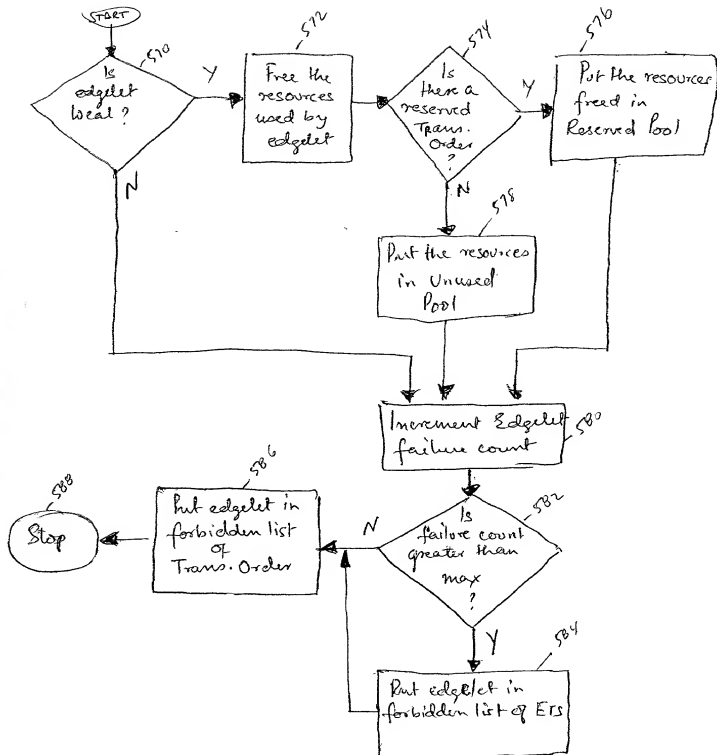 START
570
Is
edgelet
local?
Y
N
572
Free the
resources
used by
edgelet
574
Is
there a
reserved
Trans.
Order
?
Y
N
576
Put the resources
freed in
Reserved Pool
578
Put the resources
in Unused
Pool
580
Increment Edgelet
failure count
582
Is
failure count
greater than
max
?
N
Y
584
Put edgelet in
forbidden list of ETS
586
Put edgelet in
forbidden list
of
Trans. Order
588
Stop